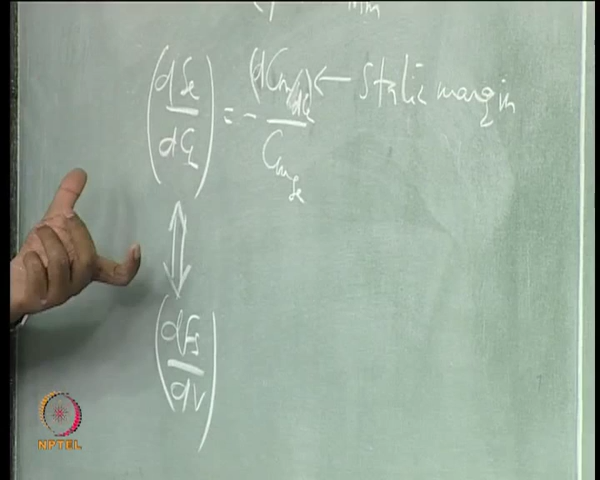 (dδe/dCL) = - (dCm/dCL)/Cmδe ← Static margin
(dFs/dV)
NPTEL